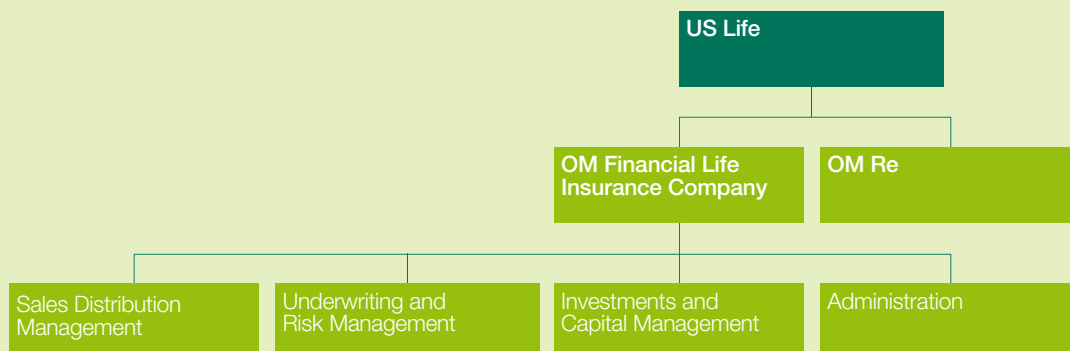 US Life
OM Financial Life
Insurance Company
OM Re
Sales Distribution
Management
Underwriting and
Risk Management
Investments and
Capital Management
Administration